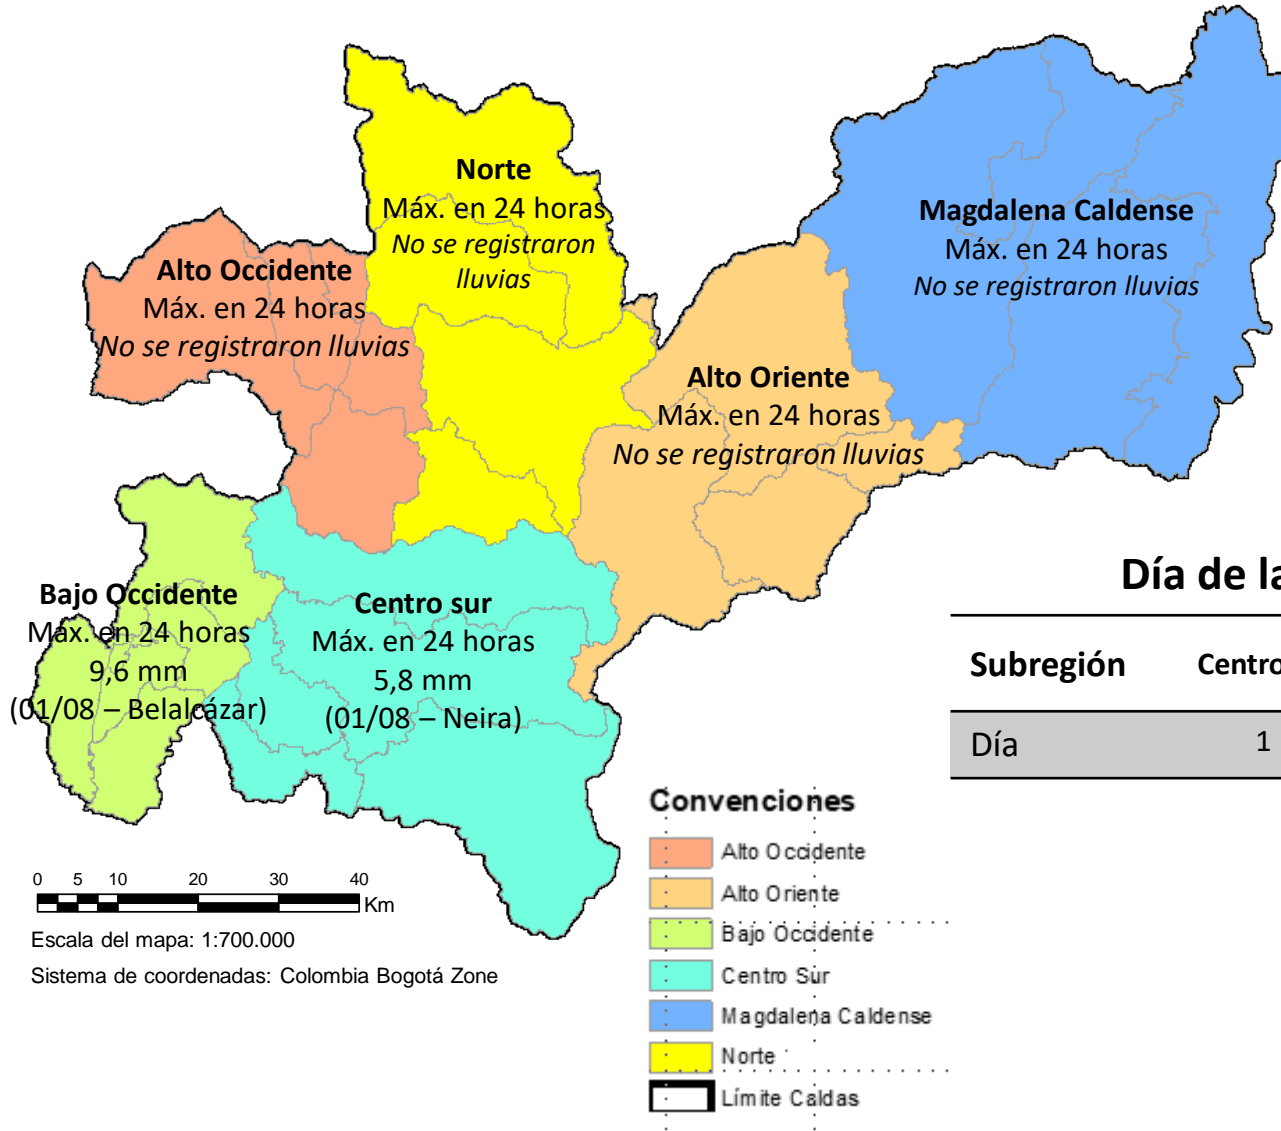 Norte
Máx. en 24 horas
No se registraron
lluvias
Magdalena Caldense
Máx. en 24 horas
No se registraron lluvias
Alto Occidente
Máx. en 24 horas
No se registraron lluvias
Alto Oriente
Máx. en 24 horas
No se registraron lluvias
Bajo Occidente
Máx. en 24 horas
9,6 mm
(01/08 – Belalcázar)
Centro sur
Máx. en 24 horas
5,8 mm
(01/08 – Neira)
Día de la
Subregión Centro
Día 1
Convenciones
Alto Occidente
Alto Oriente
Bajo Occidente
Centro Sur
Magdalena Caldense
Norte
Límite Caldas
0 5 10 20 30 40
Km
Escala del mapa: 1:700.000
Sistema de coordenadas: Colombia Bogotá Zone